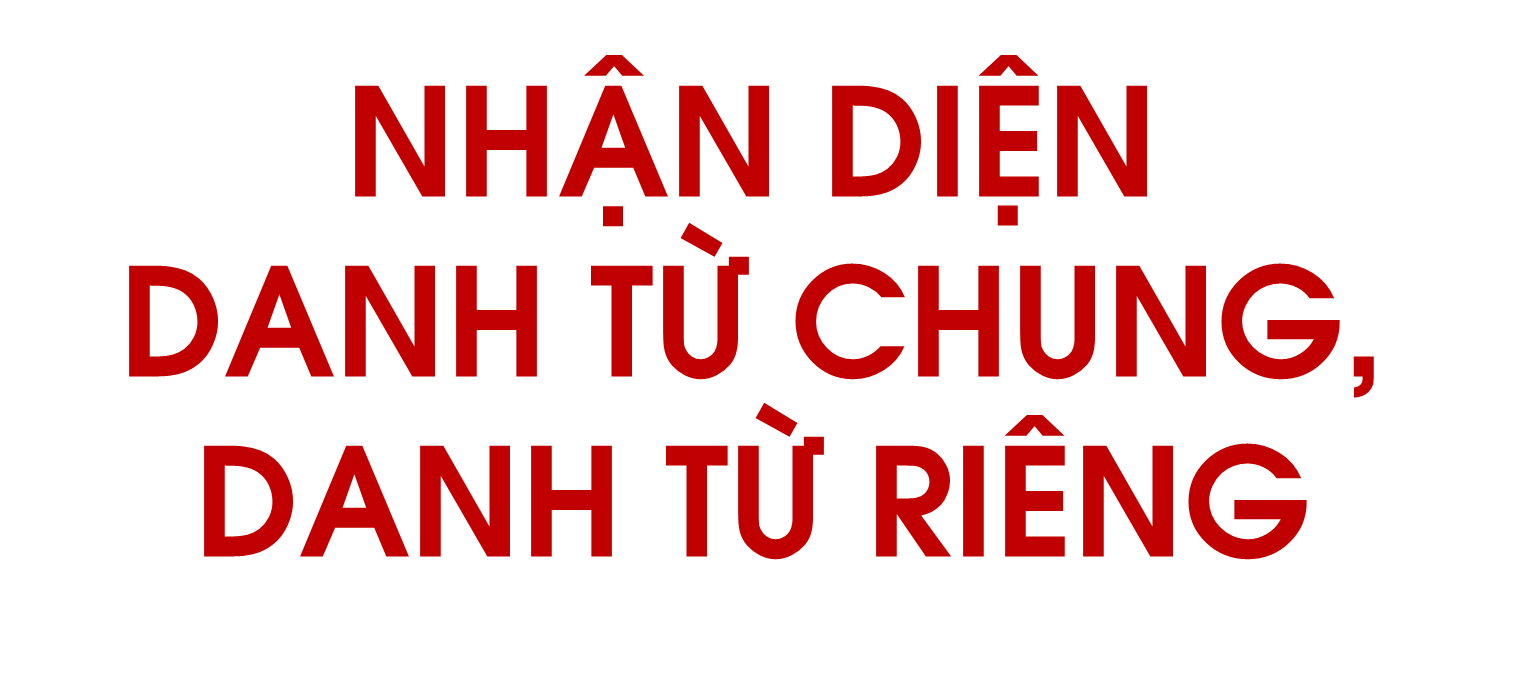 NHẬN DIỆN
DANH TỪ CHUNG,
DANH TỪ RIÊNG